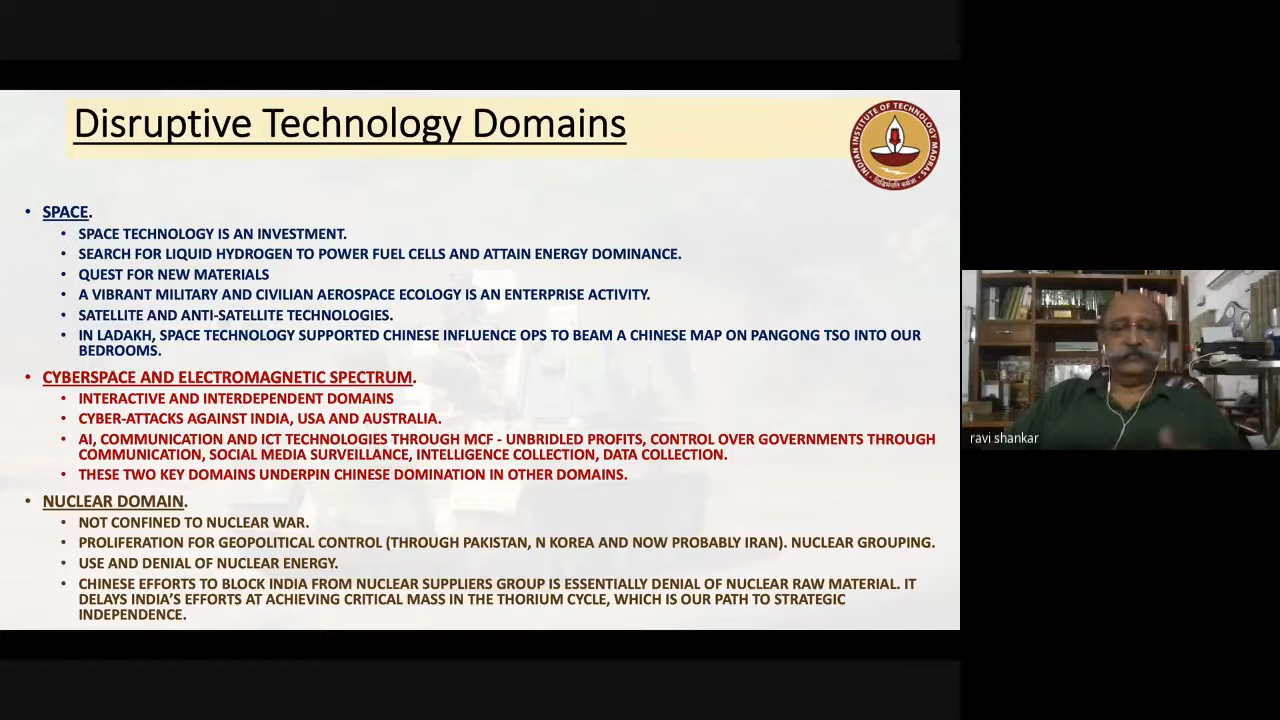 Disruptive Technology Domains
INDIAN INSTITUTE OF TECHNOLOGY MADRAS
सिद्धिर्भवति कर्मजा
• SPACE.
• SPACE TECHNOLOGY IS AN INVESTMENT.
• SEARCH FOR LIQUID HYDROGEN TO POWER FUEL CELLS AND ATTAIN ENERGY DOMINANCE.
• QUEST FOR NEW MATERIALS
• A VIBRANT MILITARY AND CIVILIAN AEROSPACE ECOLOGY IS AN ENTERPRISE ACTIVITY.
• SATELLITE AND ANTI-SATELLITE TECHNOLOGIES.
• IN LADAKH, SPACE TECHNOLOGY SUPPORTED CHINESE INFLUENCE OPS TO BEAM A CHINESE MAP ON PANGONG TSO INTO OUR
BEDROOMS.
• CYBERSPACE AND ELECTROMAGNETIC SPECTRUM.
• INTERACTIVE AND INTERDEPENDENT DOMAINS
• CYBER-ATTACKS AGAINST INDIA, USA AND AUSTRALIA.
• AI, COMMUNICATION AND ICT TECHNOLOGIES THROUGH MCF - UNBRIDLED PROFITS, CONTROL OVER GOVERNMENTS THROUGH
COMMUNICATION, SOCIAL MEDIA SURVEILLANCE, INTELLIGENCE COLLECTION, DATA COLLECTION.
• THESE TWO KEY DOMAINS UNDERPIN CHINESE DOMINATION IN OTHER DOMAINS.
• NUCLEAR DOMAIN.
• NOT CONFINED TO NUCLEAR WAR.
• PROLIFERATION FOR GEOPOLITICAL CONTROL (THROUGH PAKISTAN, N KOREA AND NOW PROBABLY IRAN). NUCLEAR GROUPING.
• USE AND DENIAL OF NUCLEAR ENERGY.
• CHINESE EFFORTS TO BLOCK INDIA FROM NUCLEAR SUPPLIERS GROUP IS ESSENTIALLY DENIAL OF NUCLEAR RAW MATERIAL. IT
DELAYS INDIA'S EFFORTS AT ACHIEVING CRITICAL MASS IN THE THORIUM CYCLE, WHICH IS OUR PATH TO STRATEGIC
INDEPENDENCE.
ravi shankar